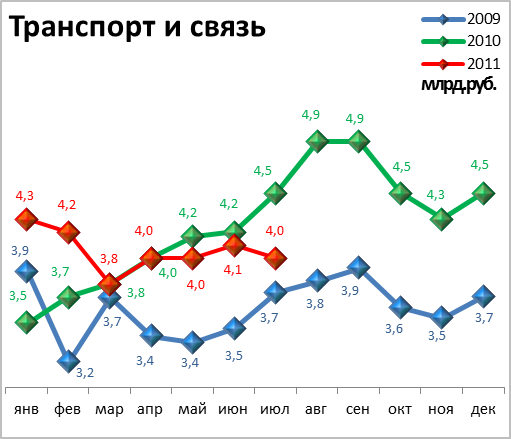 Транспорт и связь
2009
2010
2011
млрд.руб.
4,9 4,9
4,5 4,5
4,3 4,2 4,2 4,2 4,3
3,9 4,0 4,0
3,8
3,5 3,7 3,8 4,0 4,0 4,1
3,7 3,7 3,8 3,9
3,2 3,4 3,4 3,5 3,6 3,5 3,7
янв фев мар апр май июн июл авг сен окт ноя дек